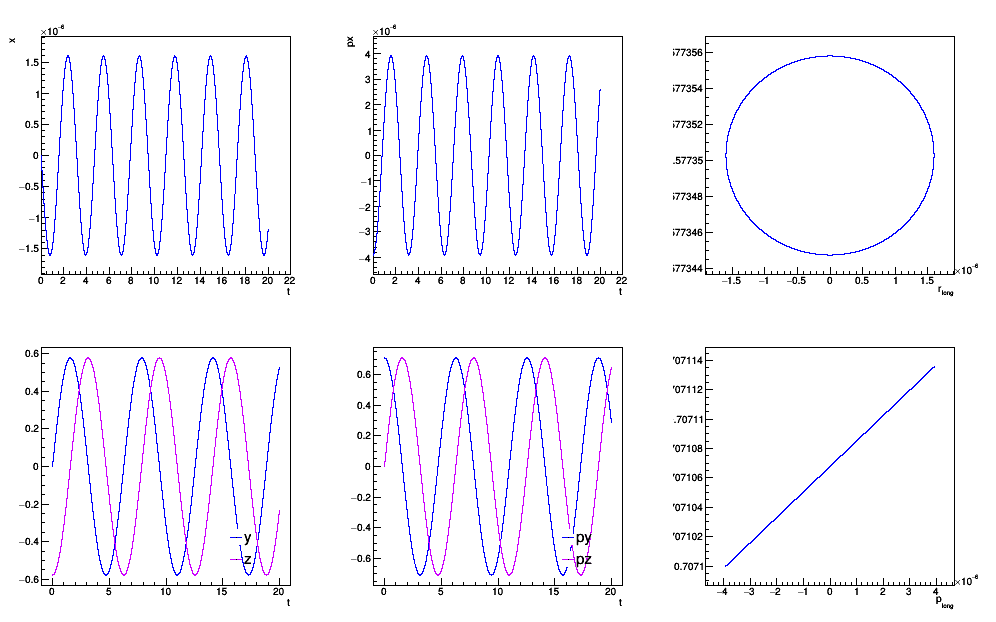 ×10⁻⁶
x
1.5
1
0.5
0
−0.5
−1
−1.5
0 2 4 6 8 10 12 14 16 18 20 22
t
×10⁻⁶
px
4
3
2
1
0
−1
−2
−3
−4
0 2 4 6 8 10 12 14 16 18 20 22
t
577356
577354
577352
.57735
577348
577346
577344
−1.5 −1 −0.5 0 0.5 1 1.5
×10⁻⁶
r_long
0.6
0.4
0.2
0
−0.2
−0.4
−0.6
y
z
0 5 10 15 20
t
0.6
0.4
0.2
0
−0.2
−0.4
−0.6
py
pz
0 5 10 15 20
t
07114
07112
.70711
07108
07106
07104
07102
0.7071
−4 −3 −2 −1 0 1 2 3 4
×10⁻⁶
p_long